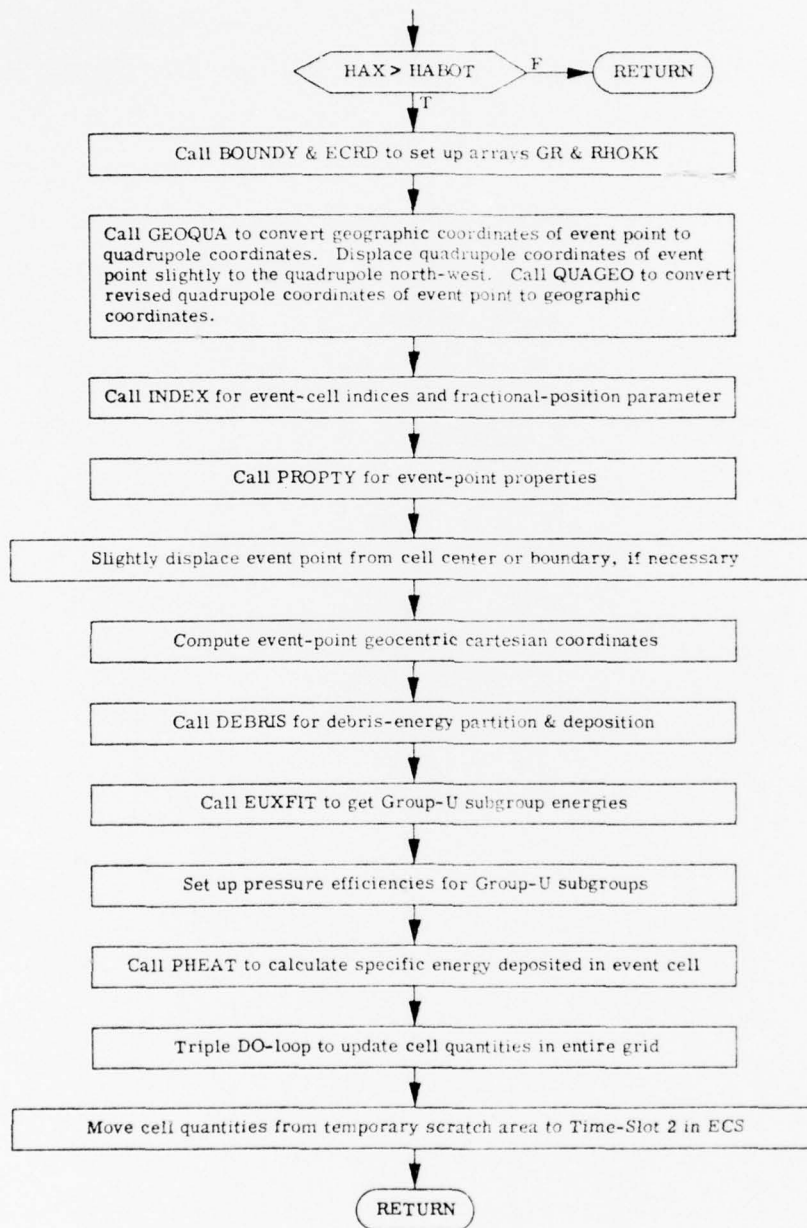 HAX > HABOT
F
RETURN
T
Call BOUNDY & ECRD to set up arrays GR & RHOKK
Call GEOQUA to convert geographic coordinates of event point to
quadrupole coordinates. Displace quadrupole coordinates of event
point slightly to the quadrupole north-west. Call QUAGEO to convert
revised quadrupole coordinates of event point to geographic
coordinates.
Call INDEX for event-cell indices and fractional-position parameter
Call PROPTY for event-point properties
Slightly displace event point from cell center or boundary, if necessary
Compute event-point geocentric cartesian coordinates
Call DEBRIS for debris-energy partition & deposition
Call EUXFIT to get Group-U subgroup energies
Set up pressure efficiencies for Group-U subgroups
Call PHEAT to calculate specific energy deposited in event cell
Triple DO-loop to update cell quantities in entire grid
Move cell quantities from temporary scratch area to Time-Slot 2 in ECS
RETURN